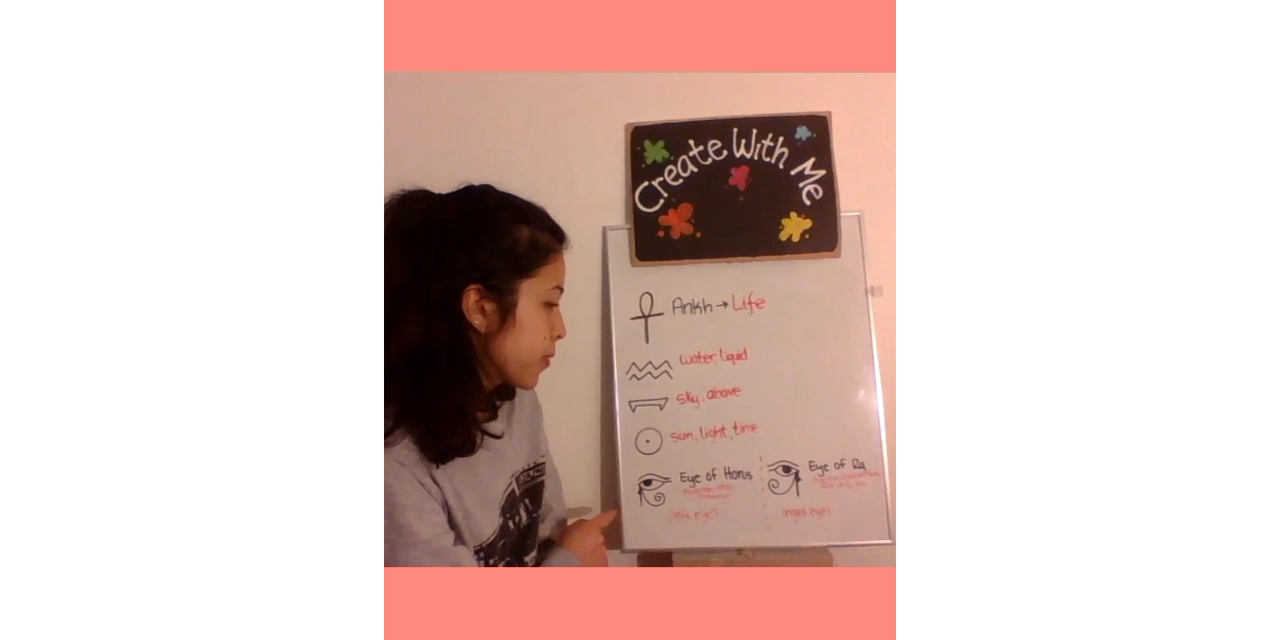 Create With Me
Ankh → Life
water, liquid
sky, above
sun, light, time
Eye of Horus
(left eye)
Eye of Ra
(right eye)